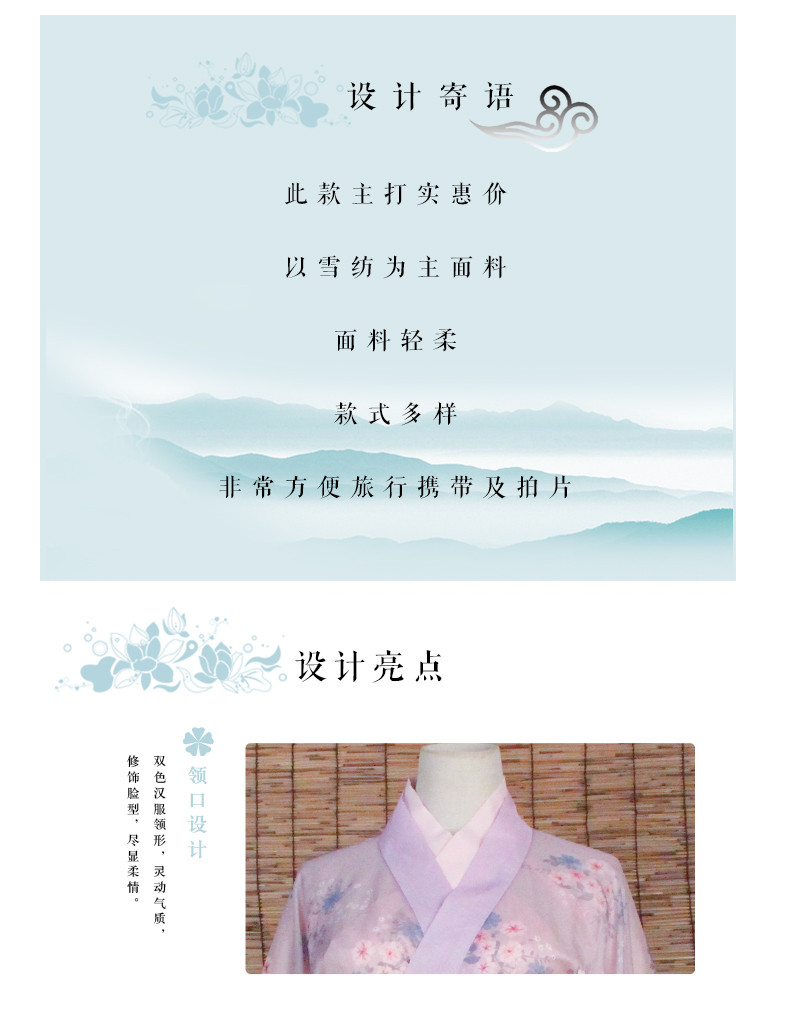 设计寄语
此款主打实惠价
以雪纺为主面料
面料轻柔
款式多样
非常方便旅行携带及拍片
设计亮点
领口设计
双色汉服领形，灵动气质，
修饰脸型，尽显柔情。